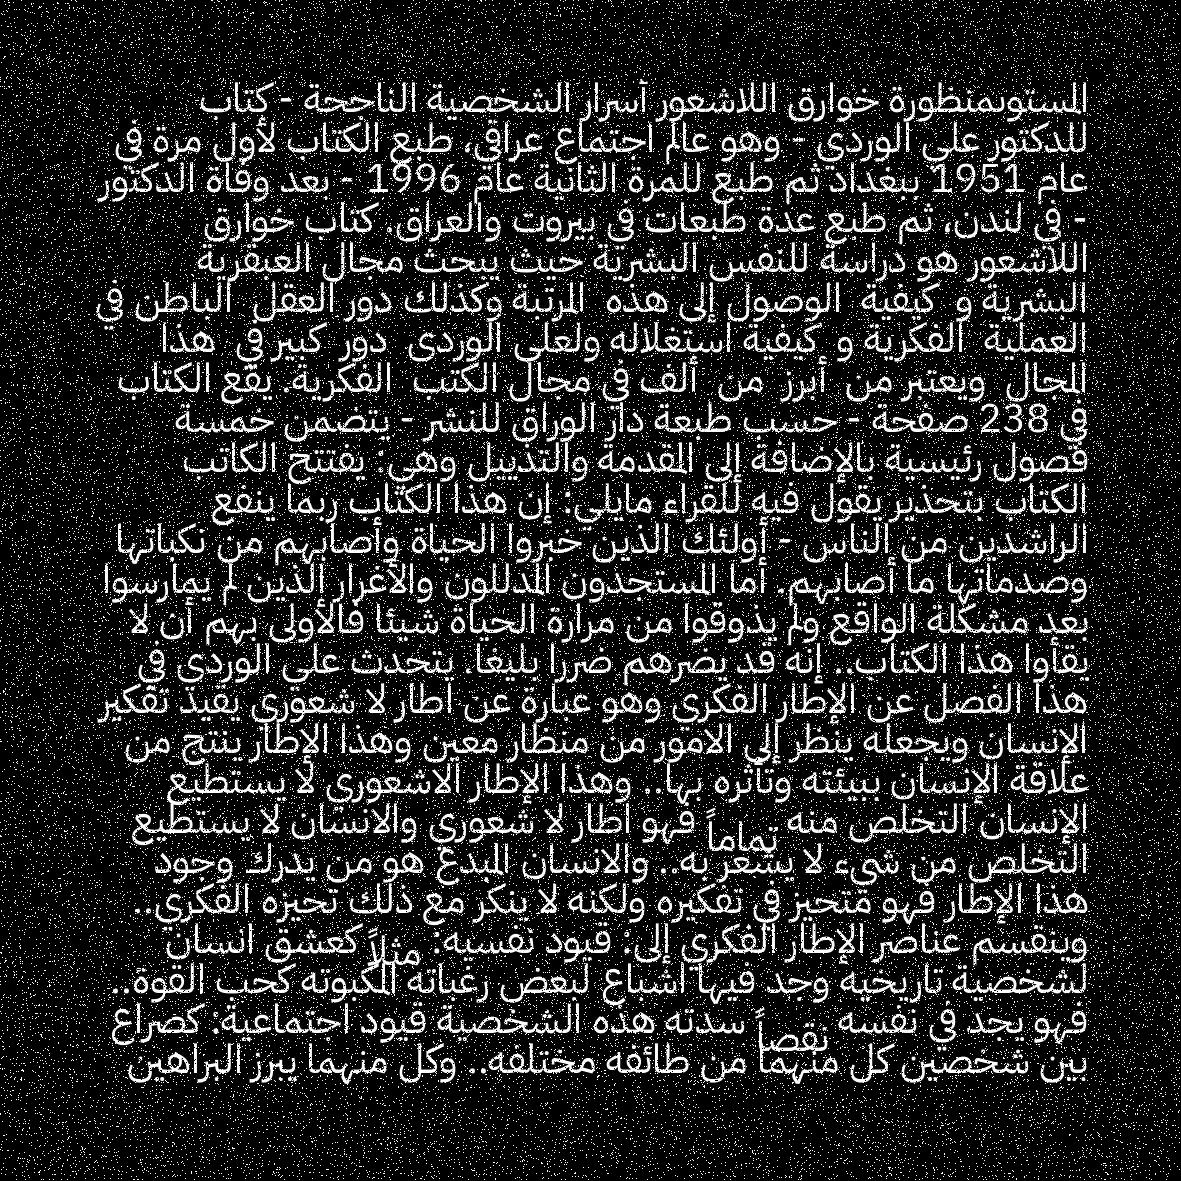 المستوىمنظورة خوارق اللاشعور أسرار الشخصية الناجحة - كتاب
للدكتور علي الوردى - وهو عالم اجتماع عراقي، طبع الكتاب لأول مرة في
عام 1951 ببغداد ثم طبع للمرة الثانية عام 1996 - بعد وفاة الدكتور
- في لندن، ثم طبع عدة طبعات في بيروت والعراق، كتاب خوارق
اللاشعور هو دراسة للنفس البشرية حيث يبحث مجال العبقرية
البشرية و كيفية الوصول إلى هذه المرتبة وكذلك دور العقل الباطن في
العملية الفكرية و كيفية استغلاله ولعلى الوردى دور كبير في هذا
المجال ويعتبر من أبرز من ألف في مجال الكتب الفكرية. يقع الكتاب
في 238 صفحة - حسب طبعة دار الوراق للنشر - يتضمن خمسة
فصول رئيسية بالإضافة إلى المقدمة والتذييل وهي: يفتتح الكاتب
الكتاب بتحذير يقول فيه للقراء مايلي: إن هذا الكتاب ربما ينفع
الراشدين من الناس - أولئك الذين خبروا الحياة وأصابهم من نكباتها
وصدماتها ما أصابهم. أما المستجدون المدللون والأغرار الذين لم يمارسوا
بعد مشكلة الواقع ولم يذوقوا من مرارة الحياة شيئا فالأولى بهم أن لا
يقأوا هذا الكتاب.. إنه قد يضرهم ضررا بليغا. يتحدث على الوردى في
هذا الفصل عن الإطار الفكري وهو عبارة عن اطار لا شعوري يقيد تفكير
الإنسان ويجعله ينظر إلى الامور من منظار معين وهذا الإطار ينتج من
علاقة الإنسان ببيئته وتأثره بها.. وهذا الإطار الاشعوري لا يستطيع
الإنسان التخلص منه تماماً فهو اطار لا شعوري والانسان لا يستطيع
التخلص من شيء لا يشعر به.. والانسان المبدع هو من يدرك وجود
هذا الإطار فهو متحيز في تفكيره ولكنه لا ينكر مع ذلك تحيزه الفكري..
وينقسم عناصر الإطار الفكري إلى: قيود نفسيه: مثلاً كعشق انسان
لشخصية تاريخيه وجد فيها اشباع لبعض رغباته المكبوته كحب القوة..
فهو يجد في نفسه نقصاً سدته هذه الشخصية قيود اجتماعية: كصراع
بين شخصين كل منهما من طائفه مختلفه.. وكل منهما يبرز البراهين